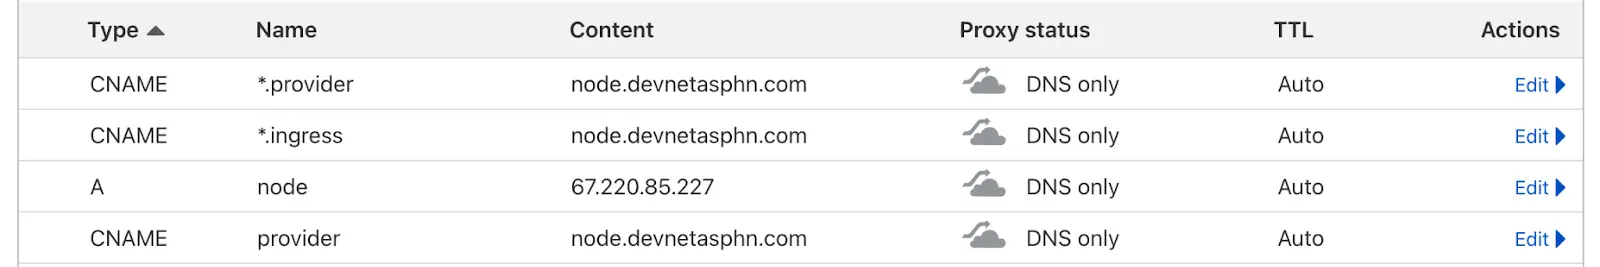 Type Name Content Proxy status TTL Actions
CNAME *.provider node.devnetasphn.com DNS only Auto Edit
CNAME *.ingress node.devnetasphn.com DNS only Auto Edit
A node 67.220.85.227 DNS only Auto Edit
CNAME provider node.devnetasphn.com DNS only Auto Edit